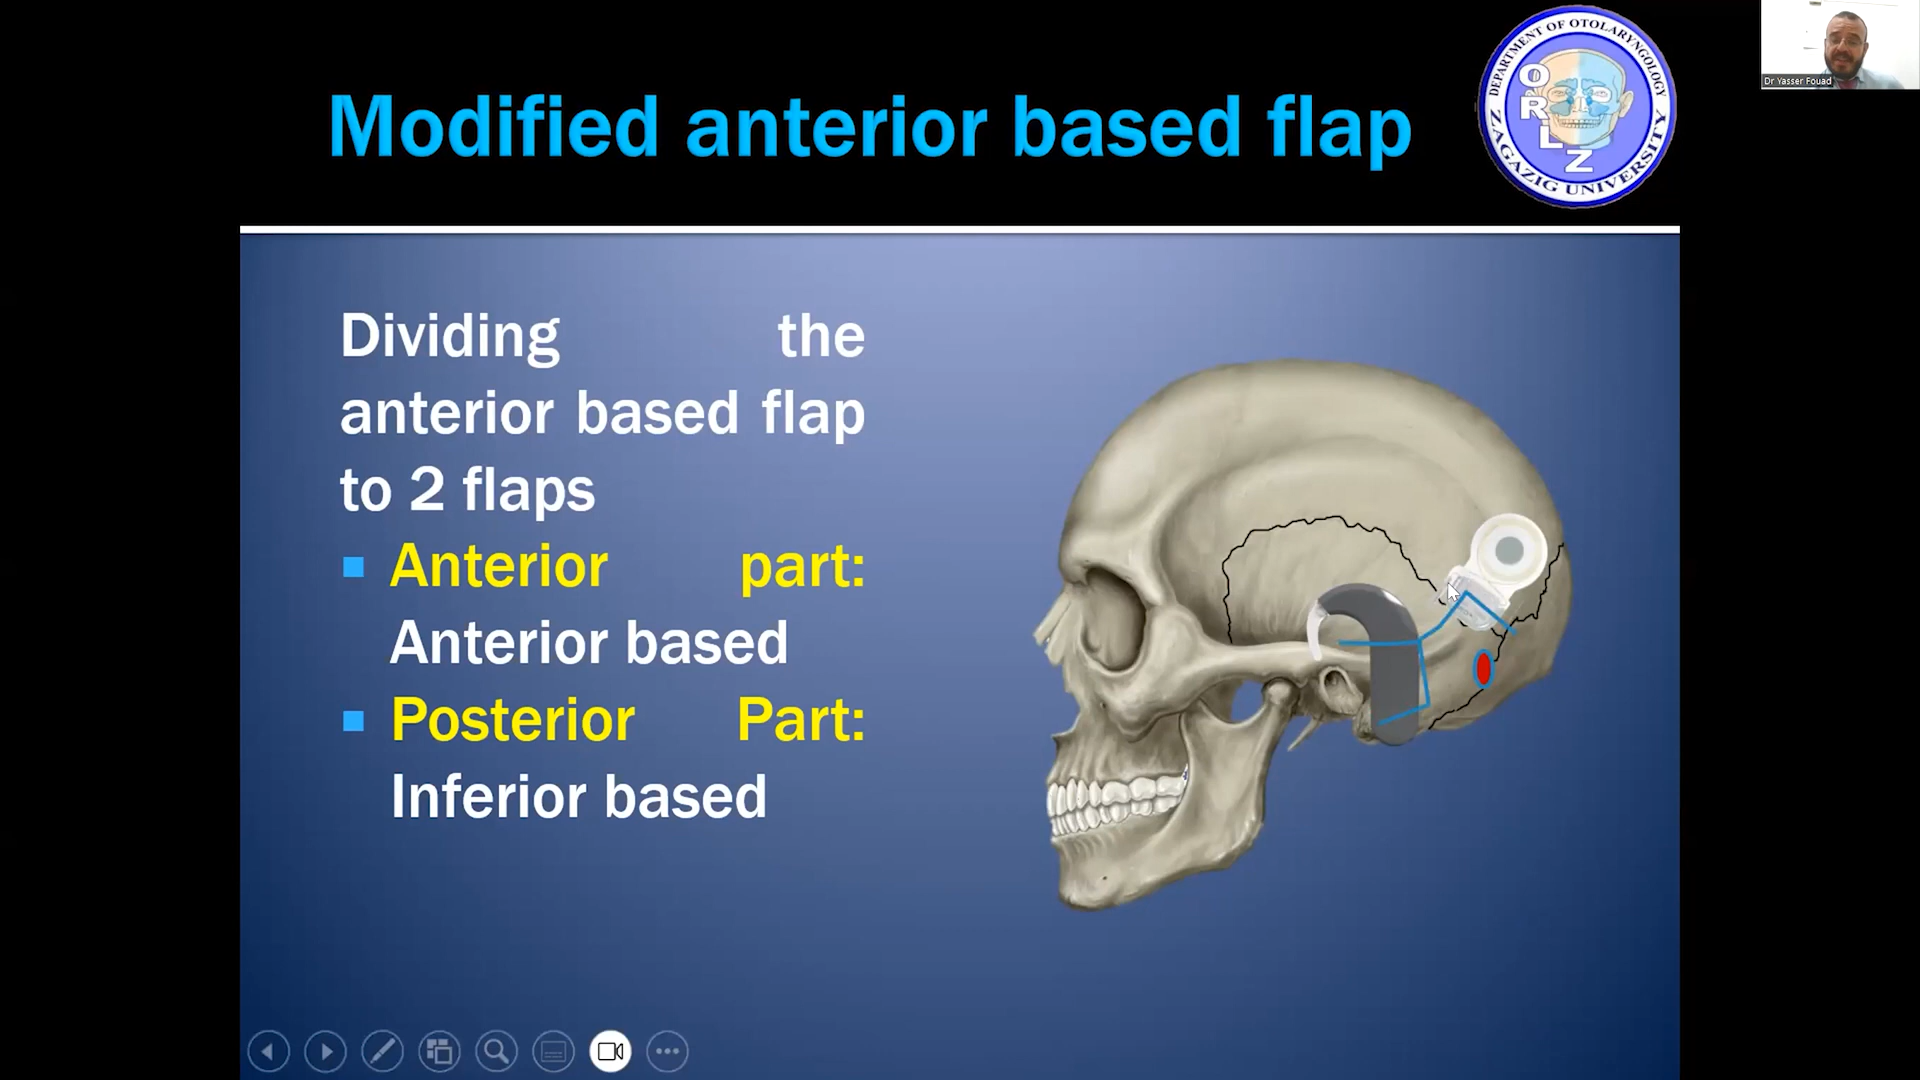 Modified anterior based flap
DEPARTMENT OF OTOLARYNGOLOGY
O
R
L
Z
ZAGAZIG UNIVERSITY
Dr Yasser Fouad
Dividing the
anterior based flap
to 2 flaps
Anterior part:
Anterior based
Posterior Part:
Inferior based